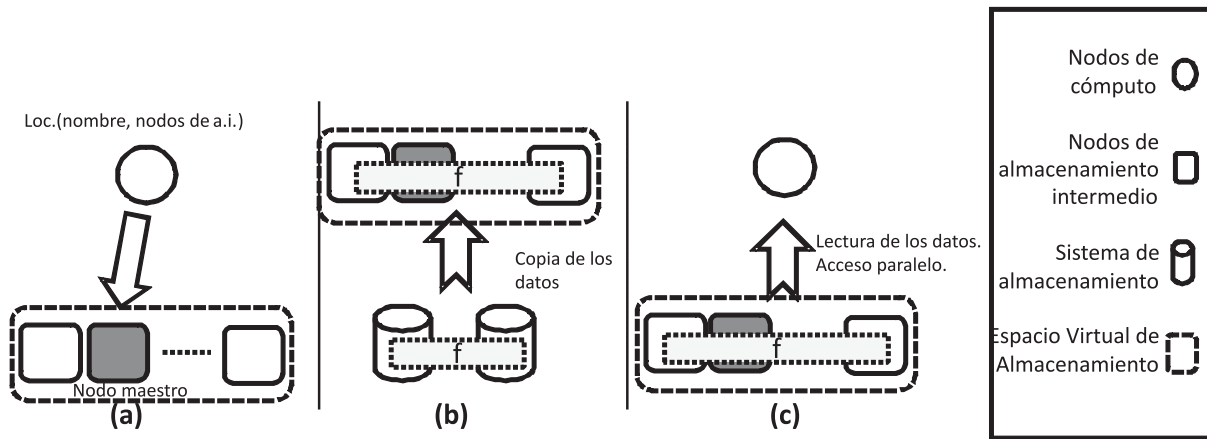 Loc.(nombre, nodos de a.i.)
Nodo maestro
(a)
f
Copia de los
datos
f
(b)
Lectura de los datos.
Acceso paralelo.
f
(c)
Nodos de
cómputo
Nodos de
almacenamiento
intermedio
Sistema de
almacenamiento
Espacio Virtual de
Almacenamiento